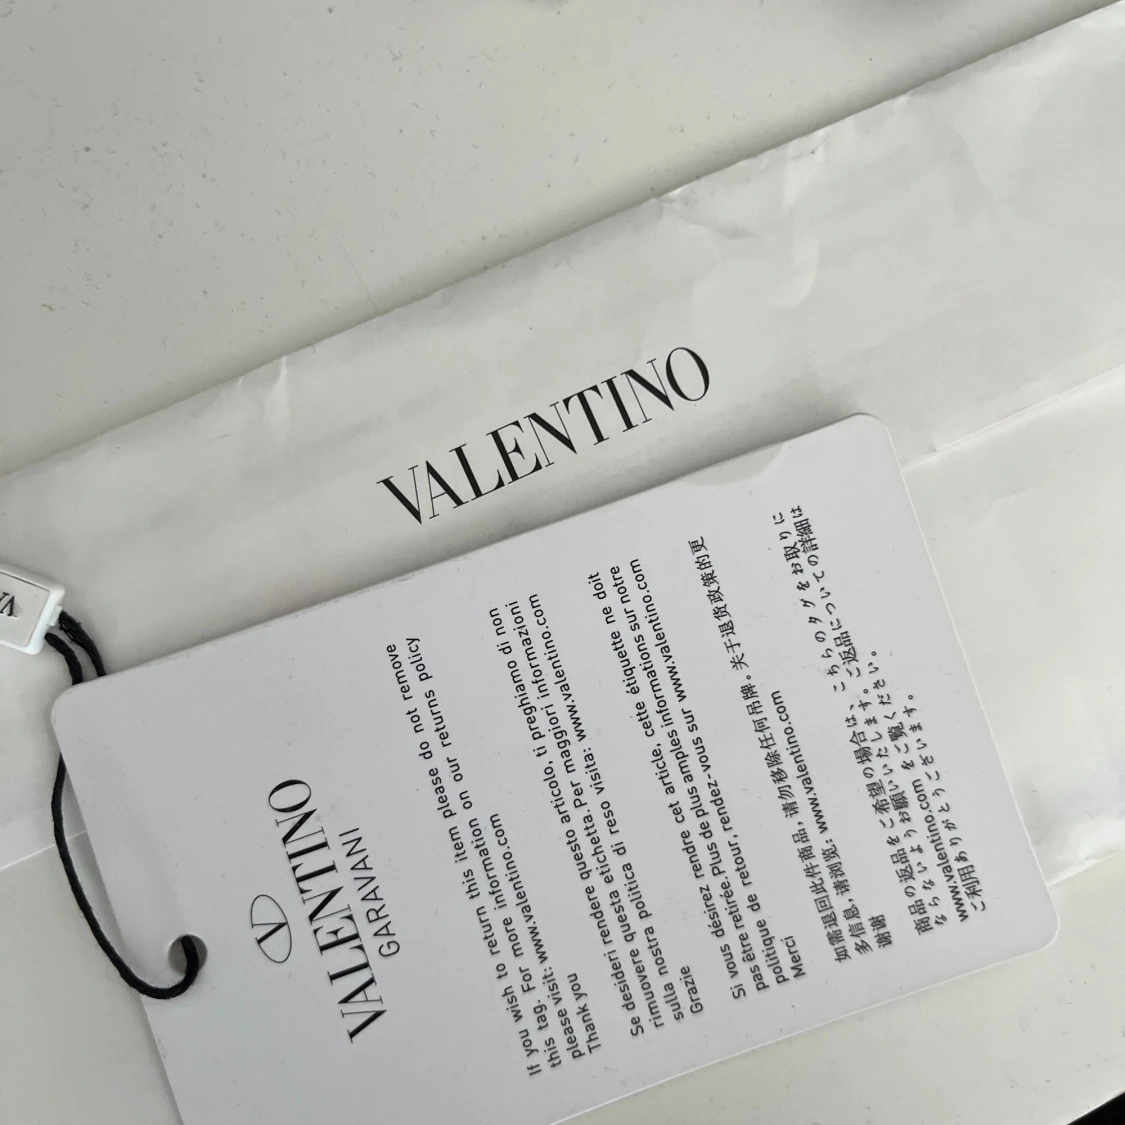 VALENTINO
V
VALENTINO
GARAVANI
If you wish to return this item please do not remove
this tag. For more information on our returns policy
please visit: www.valentino.com
Thank you
Se desideri rendere questo articolo, ti preghiamo di non
rimuovere questa etichetta. Per maggiori informazioni
sulla nostra politica di reso visita: www.valentino.com
Grazie
Si vous désirez rendre cet article, cette étiquette ne doit
pas être retirée. Plus de plus amples informations sur notre
politique de retour, rendez-vous sur www.valentino.com
Merci
如需退回此件商品，请勿移除任何吊牌。关于退货政策的更
多信息，请浏览: www.valentino.com
谢谢
商品の返品をご希望の場合は、こちらのタグをお取りに
ならないようお願いいたします。ご返品についての詳細は
www.valentino.com をご覧ください。
ご利用ありがとうございます。